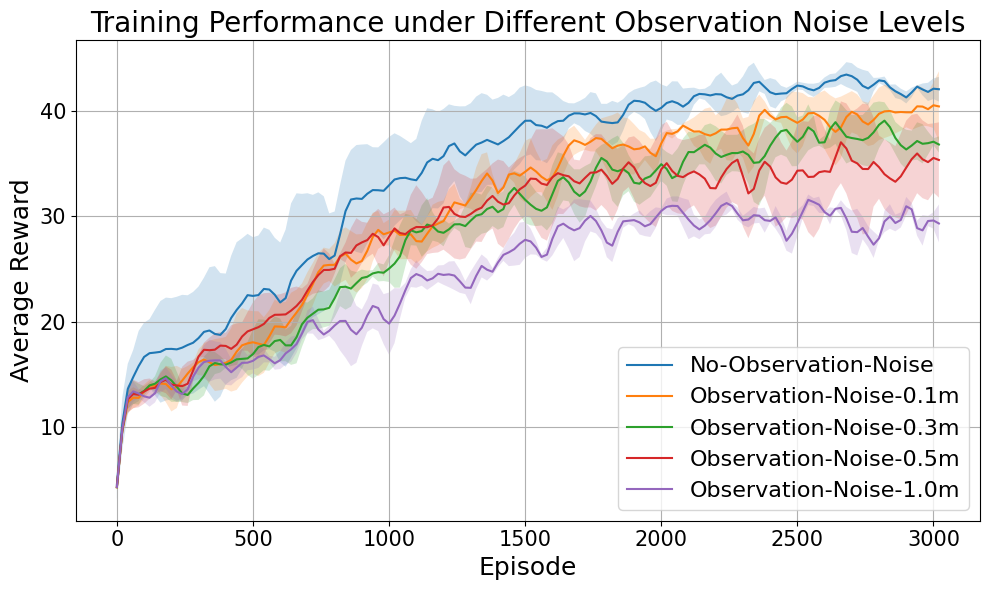 Training Performance under Different Observation Noise Levels
Average Reward
40
30
20
10
No-Observation-Noise
Observation-Noise-0.1m
Observation-Noise-0.3m
Observation-Noise-0.5m
Observation-Noise-1.0m
0 500 1000 1500 2000 2500 3000
Episode